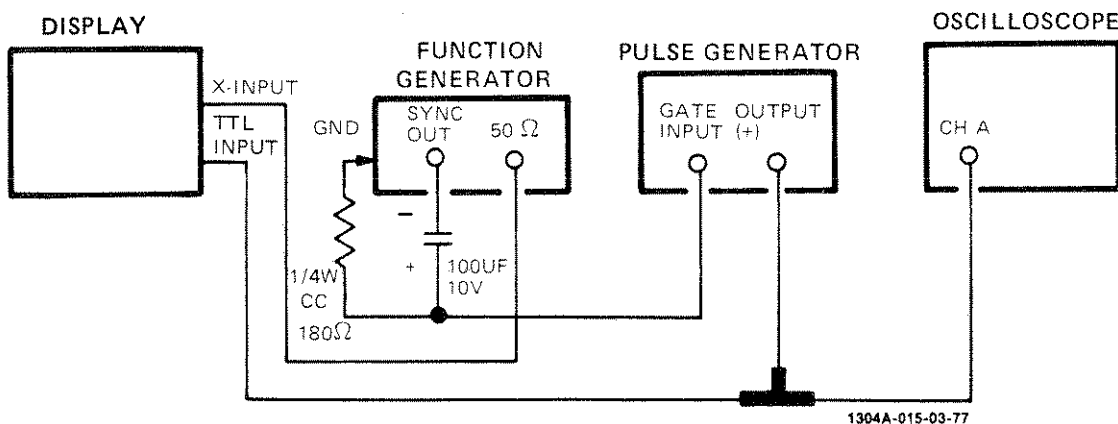 DISPLAY
OSCILLOSCOPE
FUNCTION
GENERATOR
PULSE GENERATOR
X-INPUT
TTL
INPUT
GND
SYNC
OUT
50 Ω
GATE
INPUT
OUTPUT
(+)
CH A
−
+
100UF
10V
1/4W
CC
180Ω
1304A-015-03-77